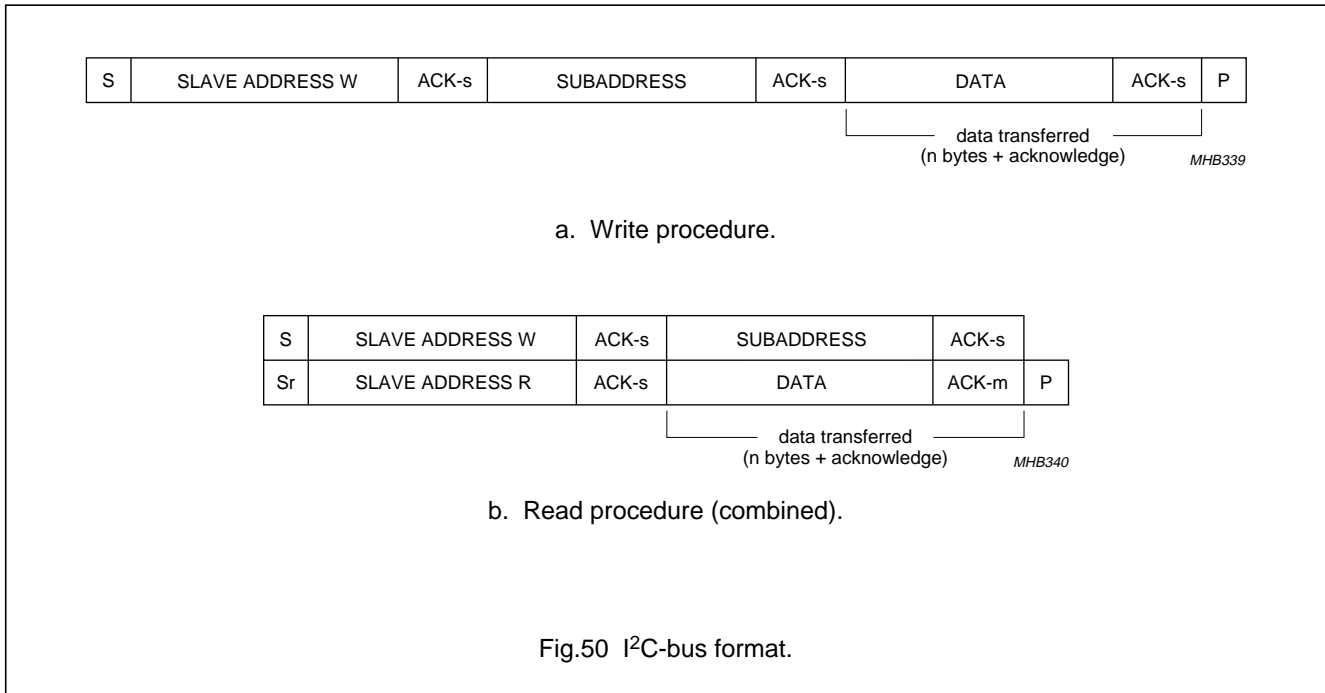 S SLAVE ADDRESS W ACK-s SUBADDRESS ACK-s DATA ACK-s P
data transferred
(n bytes + acknowledge)
MHB339
a. Write procedure.
S SLAVE ADDRESS W ACK-s SUBADDRESS ACK-s
Sr SLAVE ADDRESS R ACK-s DATA ACK-m P
data transferred
(n bytes + acknowledge)
MHB340
b. Read procedure (combined).
Fig.50 I²C-bus format.